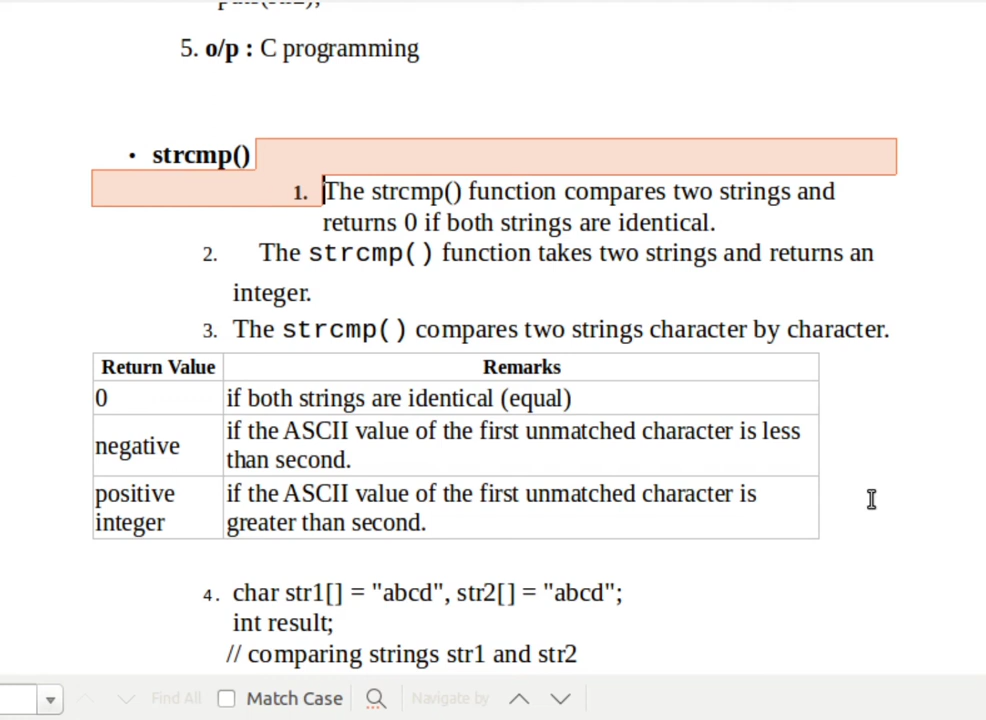 puts(str2);
5. o/p : C programming
• strcmp()
1. The strcmp() function compares two strings and
returns 0 if both strings are identical.
2. The strcmp() function takes two strings and returns an
integer.
3. The strcmp() compares two strings character by character.
Return Value Remarks
0 if both strings are identical (equal)
negative if the ASCII value of the first unmatched character is less
than second.
positive if the ASCII value of the first unmatched character is
integer greater than second.
4. char str1[] = "abcd", str2[] = "abcd";
int result;
// comparing strings str1 and str2
Find All Match Case Navigate by